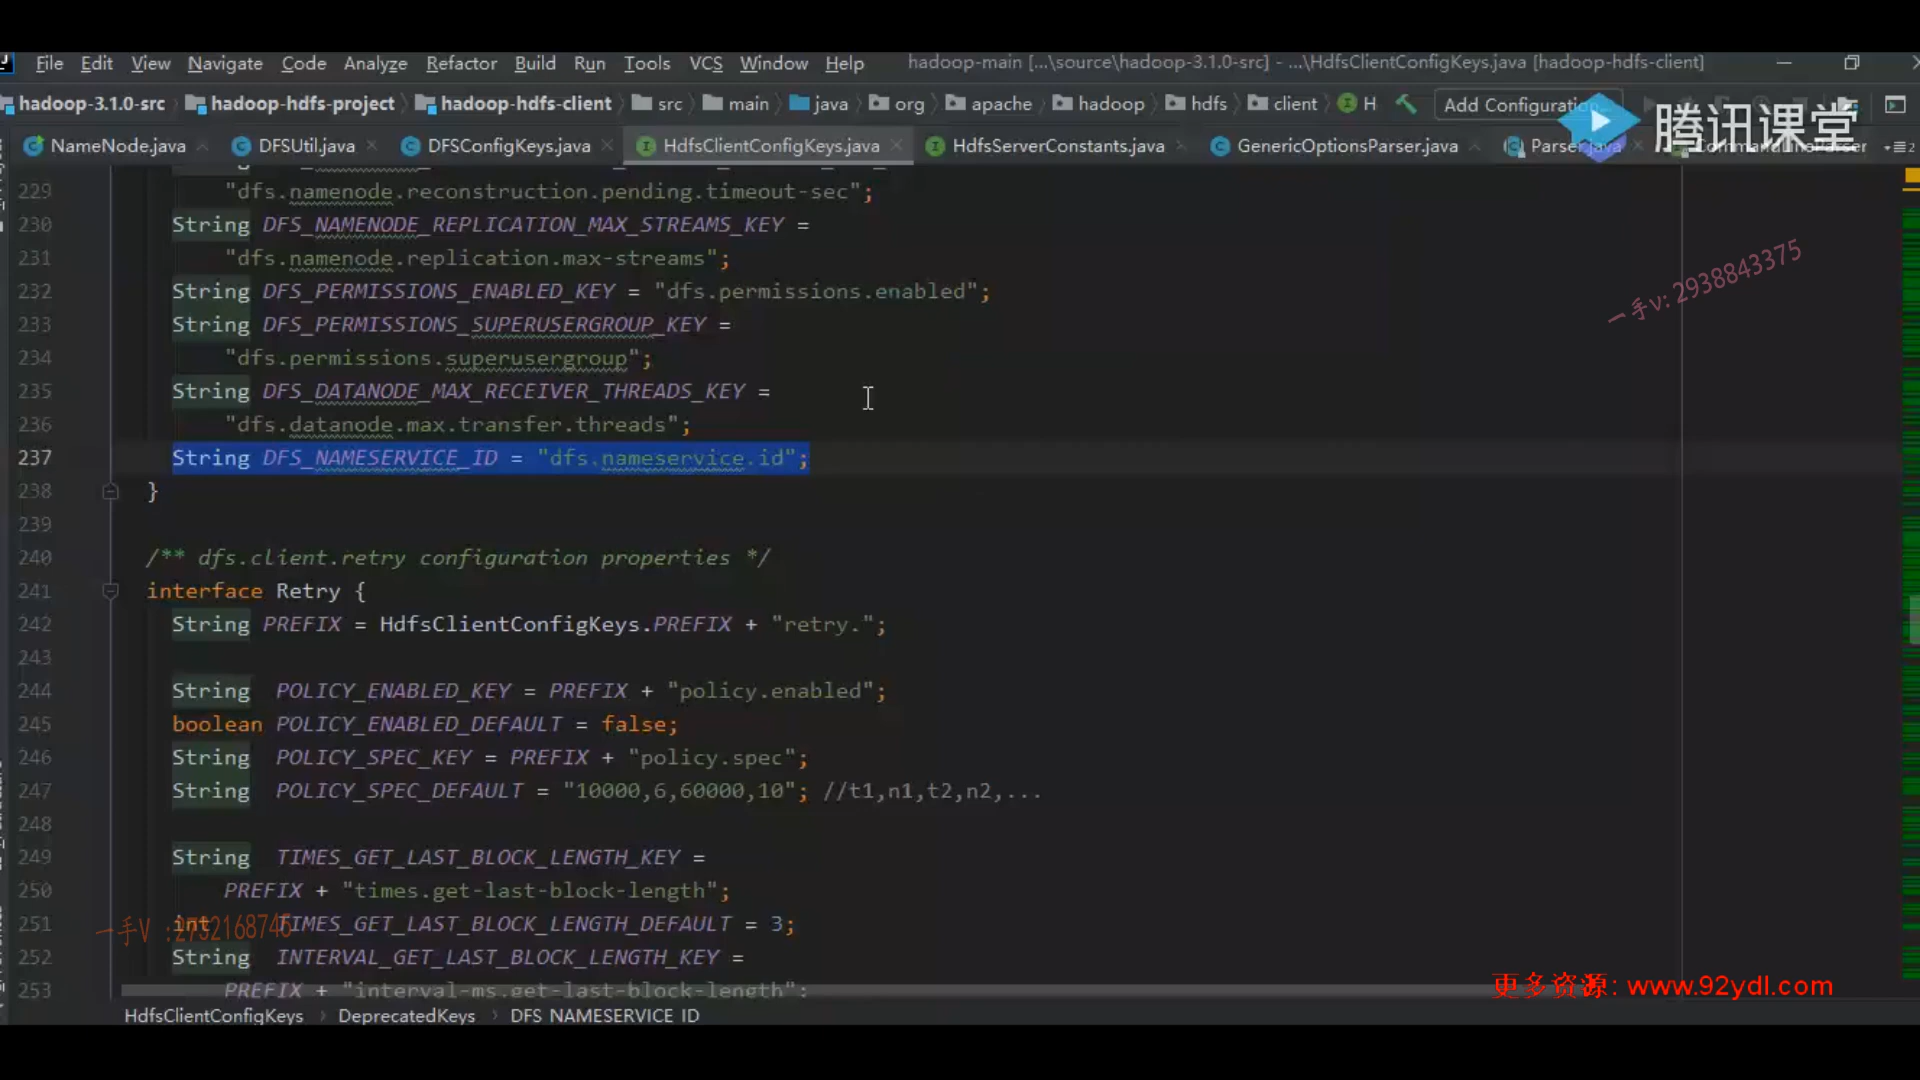 File Edit View Navigate Code Analyze Refactor Build Run Tools VCS Window Help hadoop-main [...\source\hadoop-3.1.0-src] - ...\HdfsClientConfigKeys.java [hadoop-hdfs-client]
hadoop-3.1.0-src hadoop-hdfs-project hadoop-hdfs-client src main java org apache hadoop hdfs client H Add Configuration
腾讯课堂
NameNode.java DFSUtil.java DFSConfigKeys.java HdfsClientConfigKeys.java HdfsServerConstants.java GenericOptionsParser.java Parser.java
229 "dfs.namenode.reconstruction.pending.timeout-sec";
230 String DFS_NAMENODE_REPLICATION_MAX_STREAMS_KEY =
231 "dfs.namenode.replication.max-streams";
232 String DFS_PERMISSIONS_ENABLED_KEY = "dfs.permissions.enabled";
233 String DFS_PERMISSIONS_SUPERUSERGROUP_KEY =
234 "dfs.permissions.superusergroup";
235 String DFS_DATANODE_MAX_RECEIVER_THREADS_KEY =
236 "dfs.datanode.max.transfer.threads";
237 String DFS_NAMESERVICE_ID = "dfs.nameservice.id";
238 }
239
240 /** dfs.client.retry configuration properties */
241 interface Retry {
242 String PREFIX = HdfsClientConfigKeys.PREFIX + "retry.";
243
244 String POLICY_ENABLED_KEY = PREFIX + "policy.enabled";
245 boolean POLICY_ENABLED_DEFAULT = false;
246 String POLICY_SPEC_KEY = PREFIX + "policy.spec";
247 String POLICY_SPEC_DEFAULT = "10000,6,60000,10"; //t1,n1,t2,n2,...
248
249 String TIMES_GET_LAST_BLOCK_LENGTH_KEY =
250 PREFIX + "times.get-last-block-length";
251 int TIMES_GET_LAST_BLOCK_LENGTH_DEFAULT = 3;
252 String INTERVAL_GET_LAST_BLOCK_LENGTH_KEY =
253 PREFIX + "interval-ms.get-last-block-length";
一手v: 2938843375
一手V :2732168745
更多资源: www.92ydl.com
HdfsClientConfigKeys DeprecatedKeys DFS_NAMESERVICE_ID